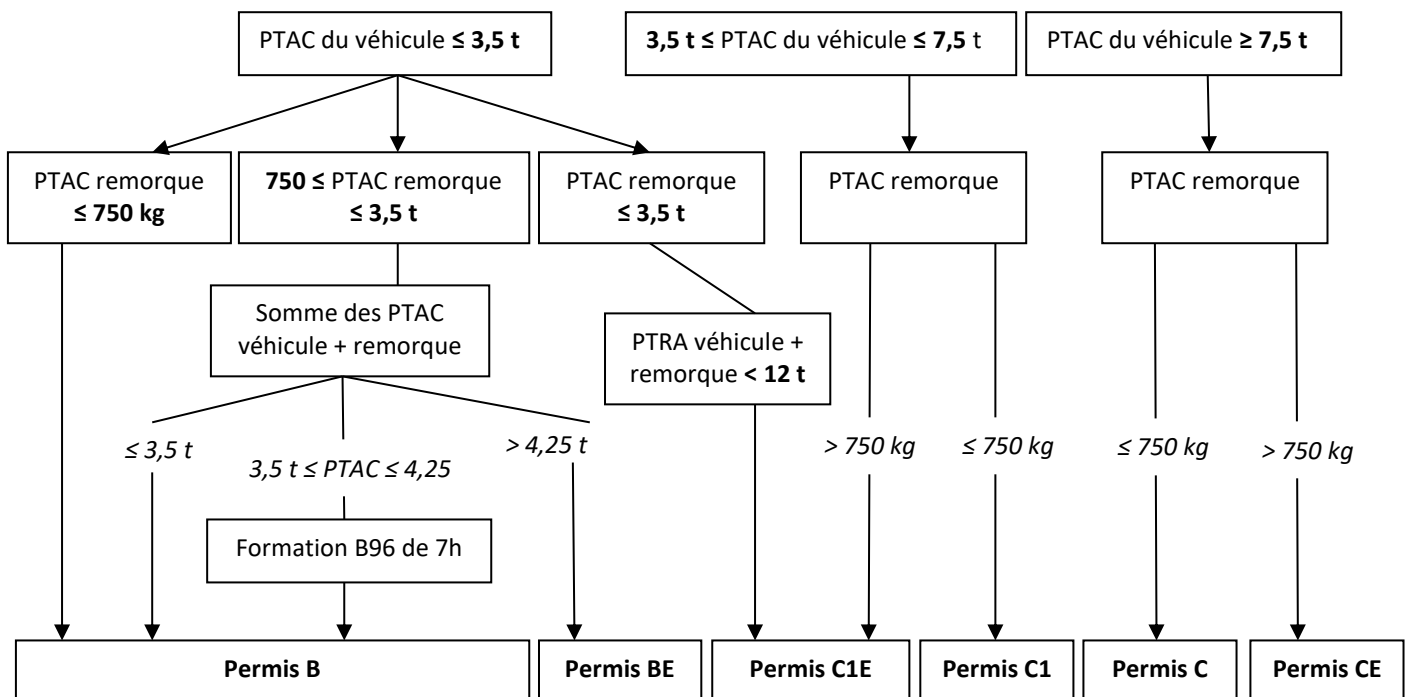 PTAC du véhicule ≤ 3,5 t
3,5 t ≤ PTAC du véhicule ≤ 7,5 t
PTAC du véhicule ≥ 7,5 t
PTAC remorque
≤ 750 kg
750 ≤ PTAC remorque
≤ 3,5 t
PTAC remorque
≤ 3,5 t
PTAC remorque
PTAC remorque
Somme des PTAC
véhicule + remorque
PTRA véhicule +
remorque < 12 t
≤ 3,5 t
3,5 t ≤ PTAC ≤ 4,25
> 4,25 t
> 750 kg
≤ 750 kg
≤ 750 kg
> 750 kg
Formation B96 de 7h
Permis B
Permis BE
Permis C1E
Permis C1
Permis C
Permis CE